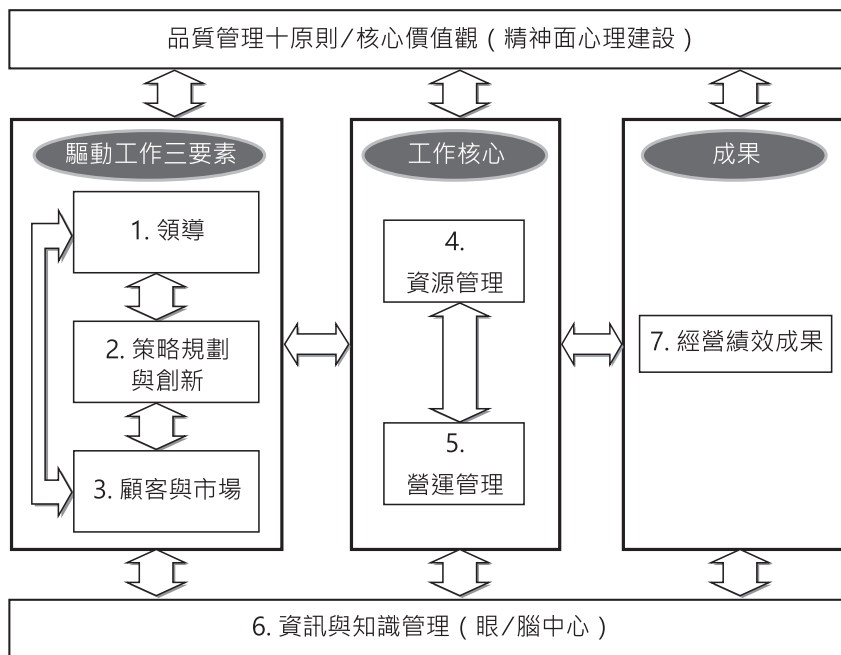 品質管理十原則/核心價值觀（精神面心理建設）
驅動工作三要素
1. 領導
2. 策略規劃
與創新
3. 顧客與市場
工作核心
4.
資源管理
5.
營運管理
成果
7. 經營績效成果
6. 資訊與知識管理（眼/腦中心）